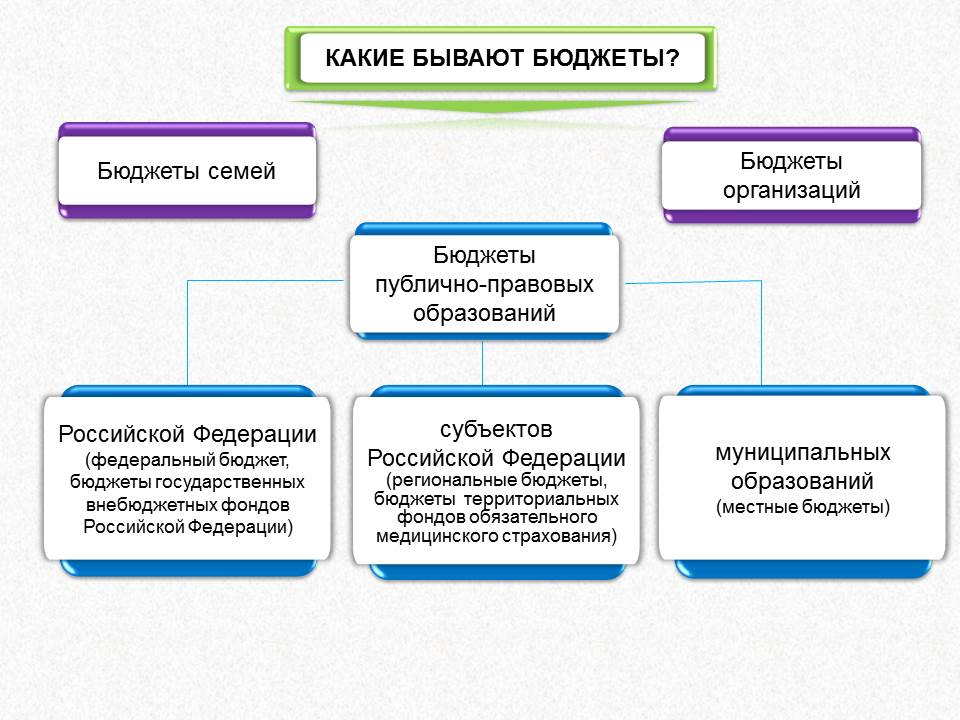 КАКИЕ БЫВАЮТ БЮДЖЕТЫ?
Бюджеты семей
Бюджеты
организаций
Бюджеты
публично-правовых
образований
Российской Федерации
(федеральный бюджет,
бюджеты государственных
внебюджетных фондов
Российской Федерации)
субъектов
Российской Федерации
(региональные бюджеты,
бюджеты территориальных
фондов обязательного
медицинского страхования)
муниципальных
образований
(местные бюджеты)